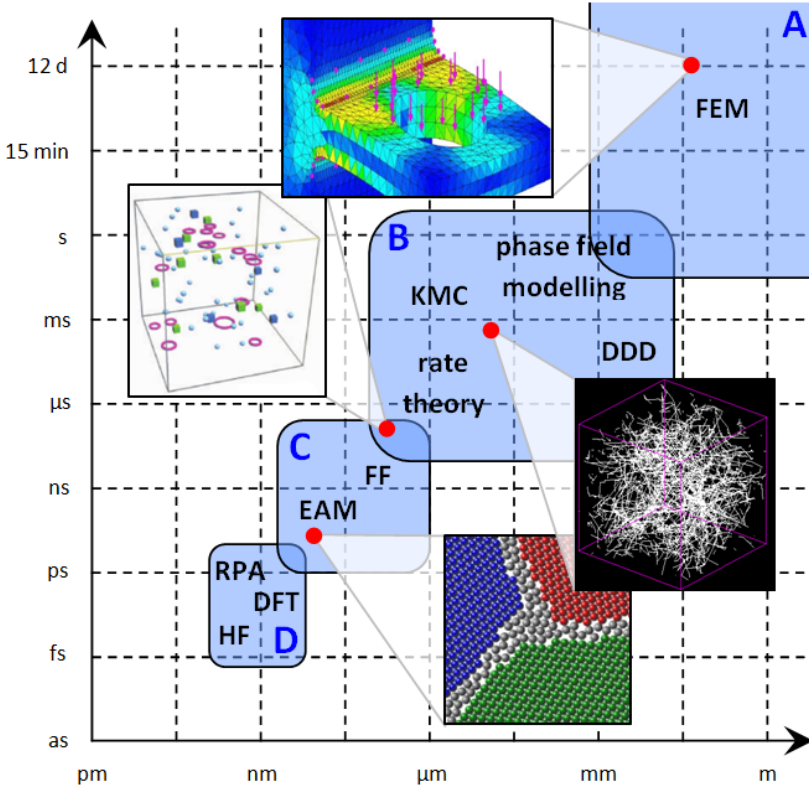 A
12 d
FEM
15 min
B
s
phase field
modelling
KMC
ms
DDD
rate
theory
µs
C
FF
ns
EAM
ps
RPA
DFT
HF
D
fs
as
pm
nm
µm
mm
m